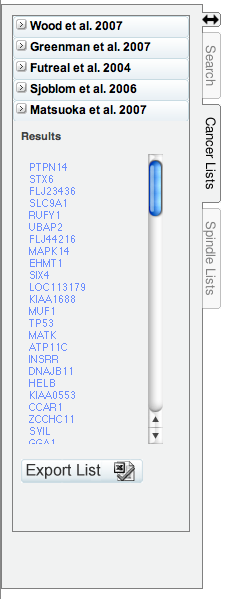 Wood et al. 2007
Greenman et al. 2007
Futreal et al. 2004
Sjoblom et al. 2006
Matsuoka et al. 2007
Results
PTPN14
STX6
FLJ23436
SLC9A1
RUFY1
UBAP2
FLJ44216
MAPK14
EHMT1
SIX4
LOC113179
KIAA1688
MUF1
TP53
MATK
ATP11C
INSRR
DNAJB11
HELB
KIAA0553
CCAR1
ZCCHC11
SVIL
GGA1
Export List
Search
Cancer Lists
Spindle Lists